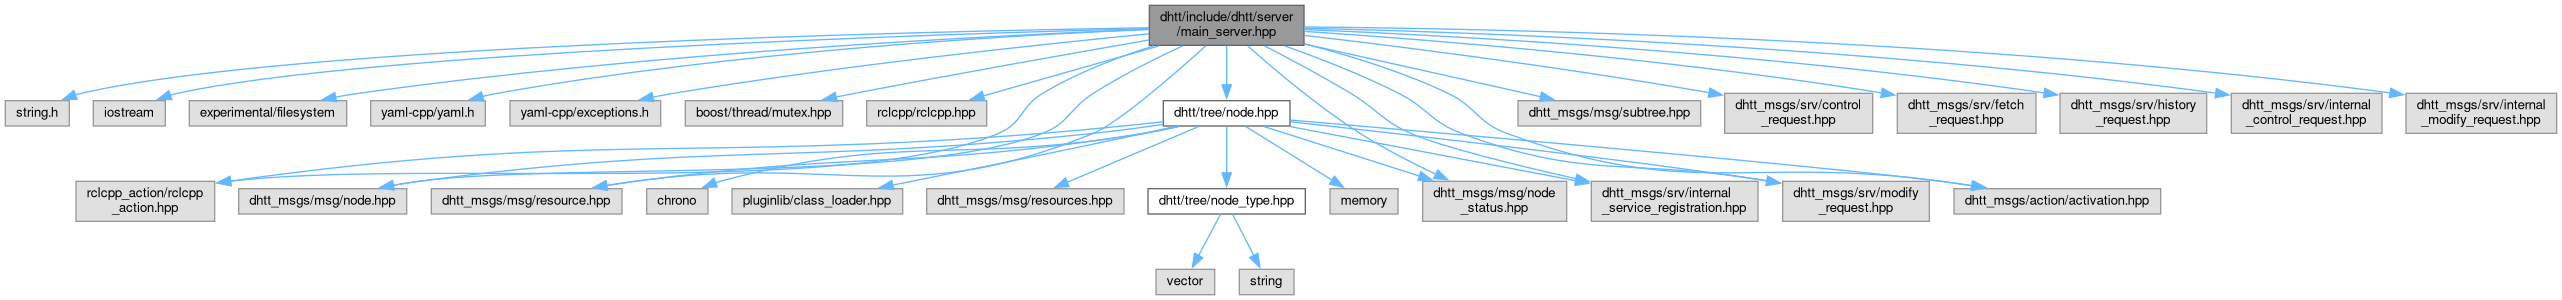 dhtt/include/dhtt/server
/main_server.hpp
string.h
iostream
experimental/filesystem
yaml-cpp/yaml.h
yaml-cpp/exceptions.h
boost/thread/mutex.hpp
rclcpp/rclcpp.hpp
dhtt/tree/node.hpp
dhtt_msgs/msg/subtree.hpp
dhtt_msgs/srv/control
_request.hpp
dhtt_msgs/srv/fetch
_request.hpp
dhtt_msgs/srv/history
_request.hpp
dhtt_msgs/srv/internal
_control_request.hpp
dhtt_msgs/srv/internal
_modify_request.hpp
rclcpp_action/rclcpp
_action.hpp
dhtt_msgs/msg/node.hpp
dhtt_msgs/msg/resource.hpp
chrono
pluginlib/class_loader.hpp
dhtt_msgs/msg/resources.hpp
dhtt/tree/node_type.hpp
memory
dhtt_msgs/msg/node
_status.hpp
dhtt_msgs/srv/internal
_service_registration.hpp
dhtt_msgs/srv/modify
_request.hpp
dhtt_msgs/action/activation.hpp
vector
string